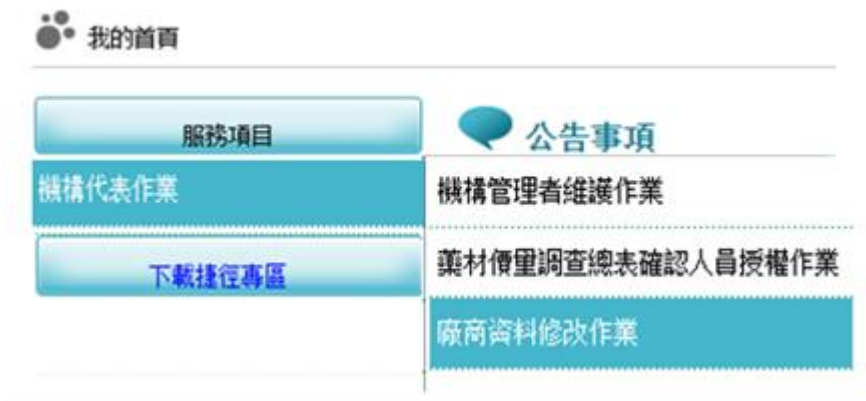 我的首頁
服務項目
公告事項
機構代表作業
機構管理者維護作業
下載捷徑專區
藥材價量調查總表確認人員授權作業
廠商資料修改作業